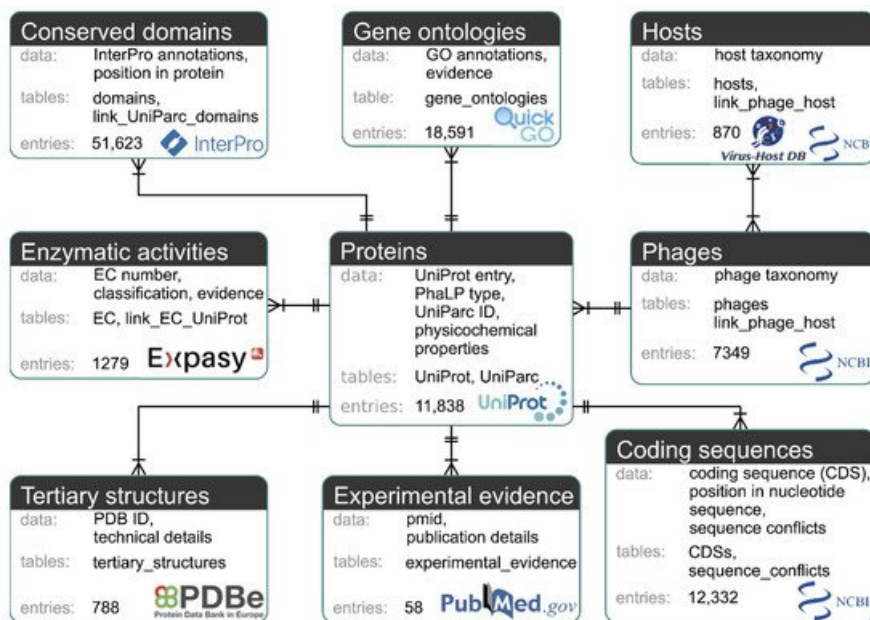 Conserved domains
data: InterPro annotations,
position in protein
tables: domains,
link_UniParc_domains
entries: 51,623 InterPro
Gene ontologies
data: GO annotations,
evidence
table: gene_ontologies
entries: 18,591 Quick
GO
Hosts
data: host taxonomy
tables: hosts,
link_phage_host
entries: 870
Virus-Host DB NCBI
Enzymatic activities
data: EC number,
classification, evidence
tables: EC, link_EC_UniProt
entries: 1279 Expasy
Proteins
data: UniProt entry,
PhaLP type,
UniParc ID,
physicochemical
properties
tables: UniProt, UniParc
entries: 11,838 UniProt
Phages
data: phage taxonomy
tables: phages
link_phage_host
entries: 7349
NCBI
Tertiary structures
data: PDB ID,
technical details
tables: tertiary_structures
entries: 788 PDBe
Protein Data Bank in Europe
Experimental evidence
data: pmid,
publication details
tables: experimental_evidence
entries: 58 PubMed.gov
Coding sequences
data: coding sequence (CDS),
position in nucleotide
sequence,
sequence conflicts
tables: CDSs,
sequence_conflicts
entries: 12,332 NCBI